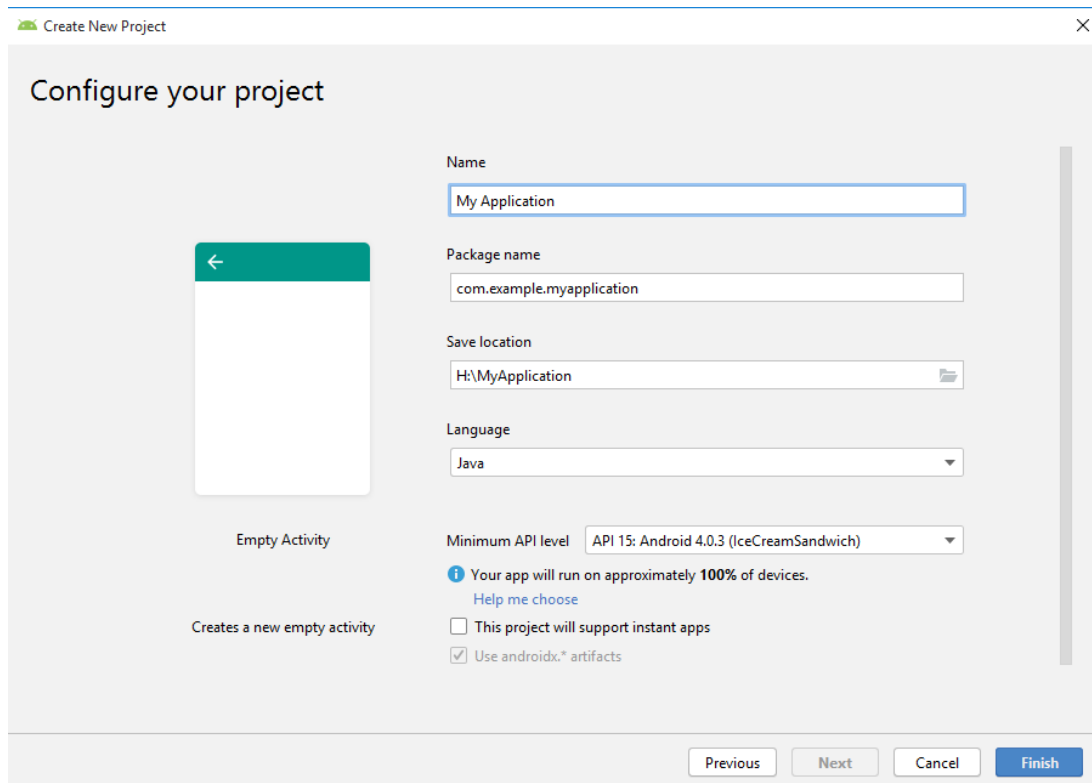 Create New Project
Configure your project
Name
My Application
Package name
com.example.myapplication
Save location
H:\MyApplication
Language
Java
Empty Activity
Minimum API level API 15: Android 4.0.3 (IceCreamSandwich)
Your app will run on approximately 100% of devices.
Help me choose
Creates a new empty activity
This project will support instant apps
Use androidx.* artifacts
Previous Next Cancel Finish